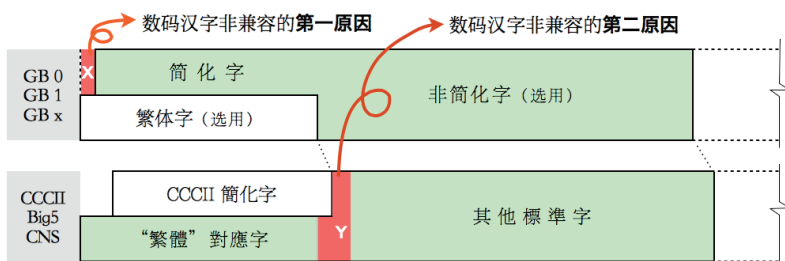 数码汉字非兼容的第一原因
数码汉字非兼容的第二原因
GB 0
GB 1
GB x
X
简化字
繁体字（选用）
非简化字（选用）
CCCII
Big5
CNS
CCCII 簡化字
“繁體”對應字
Y
其他標準字